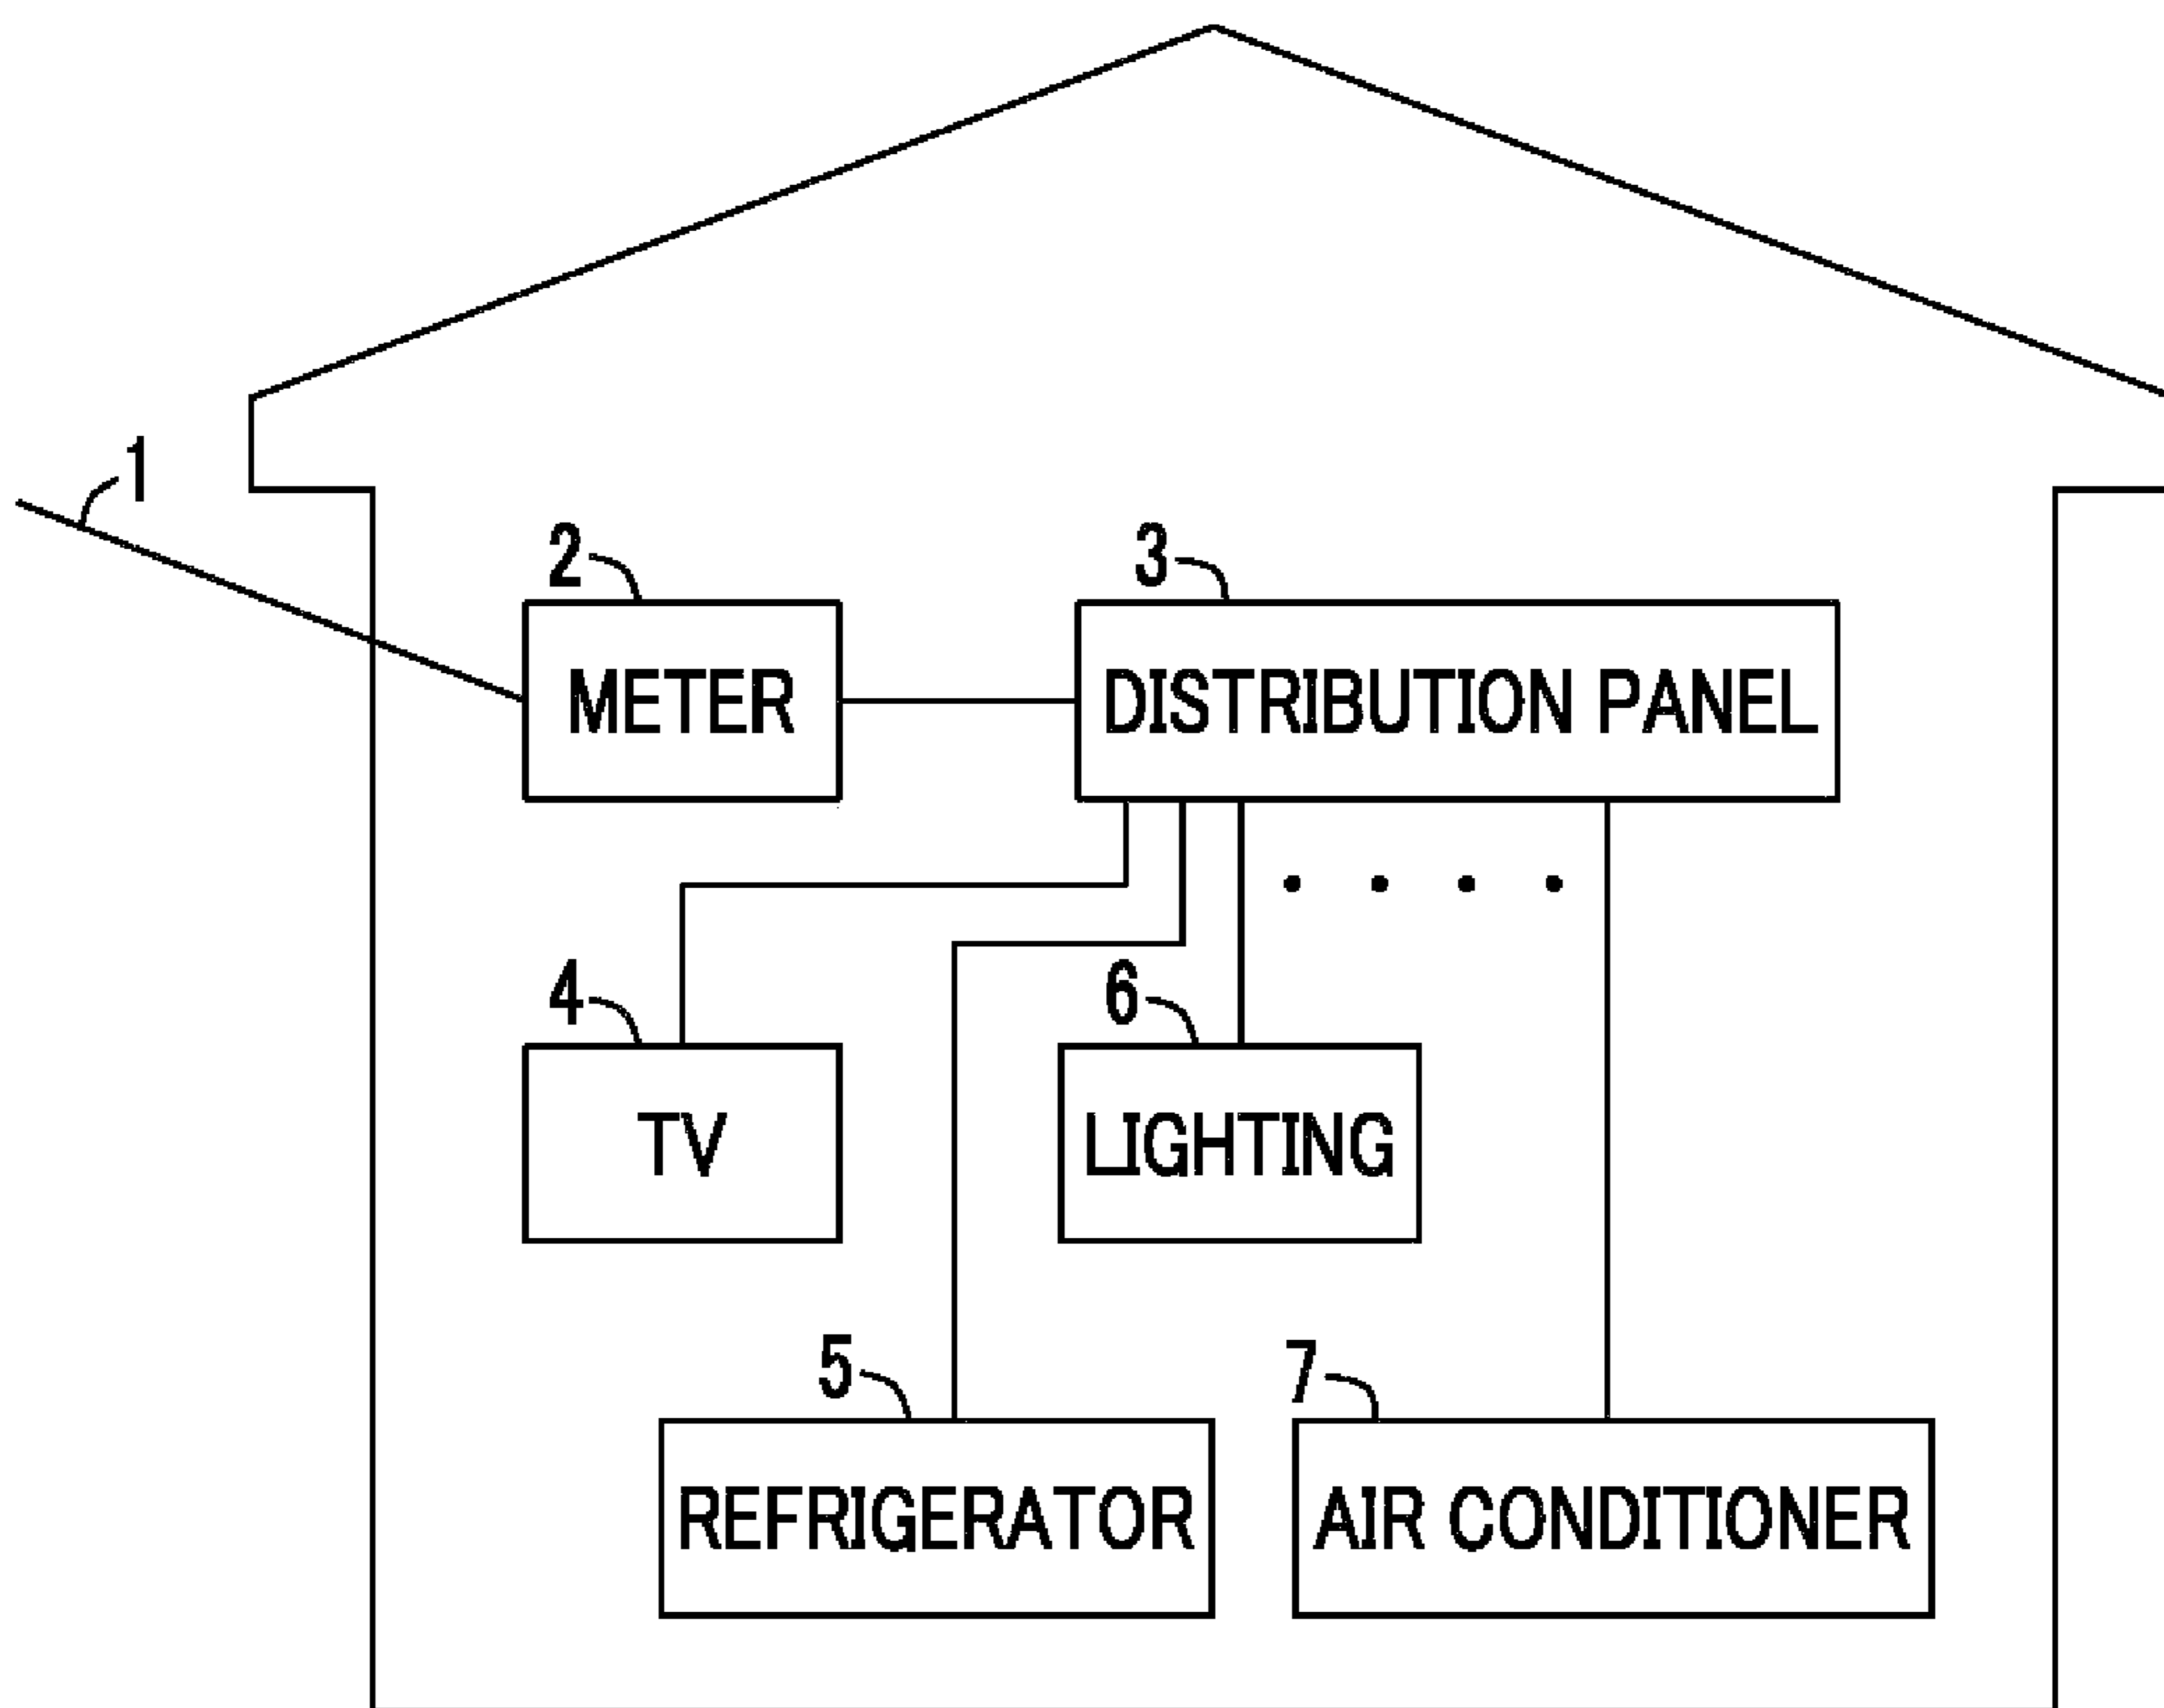 1
2
3
METER
DISTRIBUTION PANEL
4
6
TV
LIGHTING
5
7
REFRIGERATOR
AIR CONDITIONER